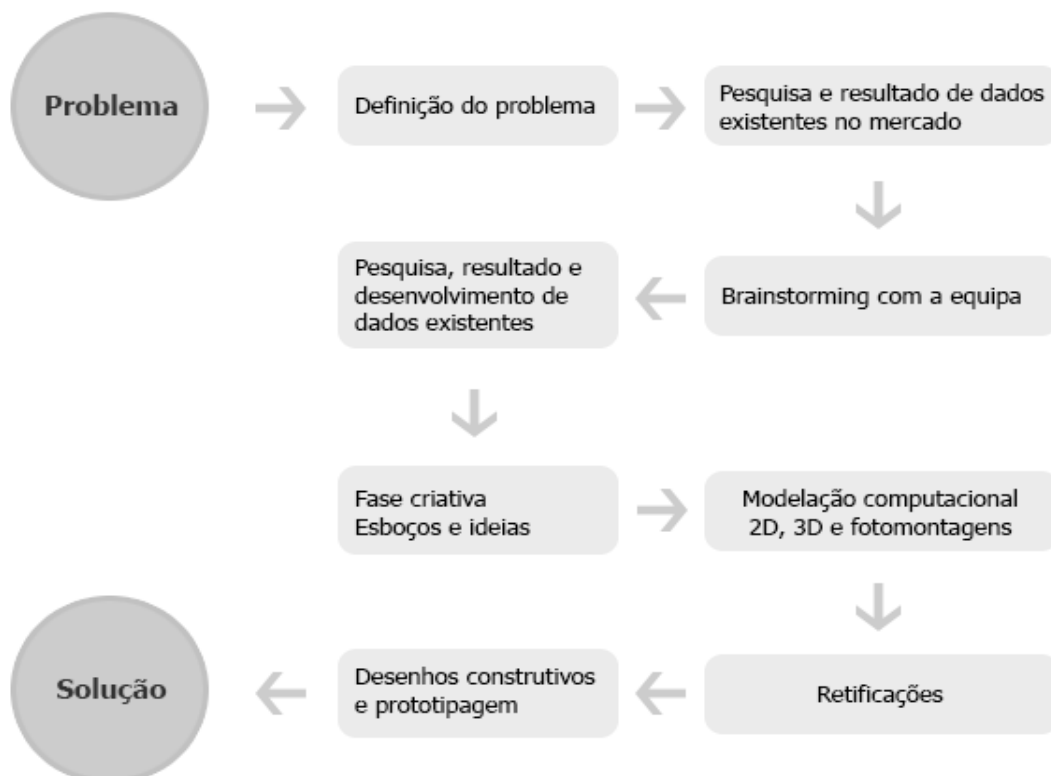 Problema
Definição do problema
Pesquisa e resultado de dados
existentes no mercado
Brainstorming com a equipa
Pesquisa, resultado e
desenvolvimento de
dados existentes
Fase criativa
Esboços e ideias
Modelação computacional
2D, 3D e fotomontagens
Retificações
Desenhos construtivos
e prototipagem
Solução